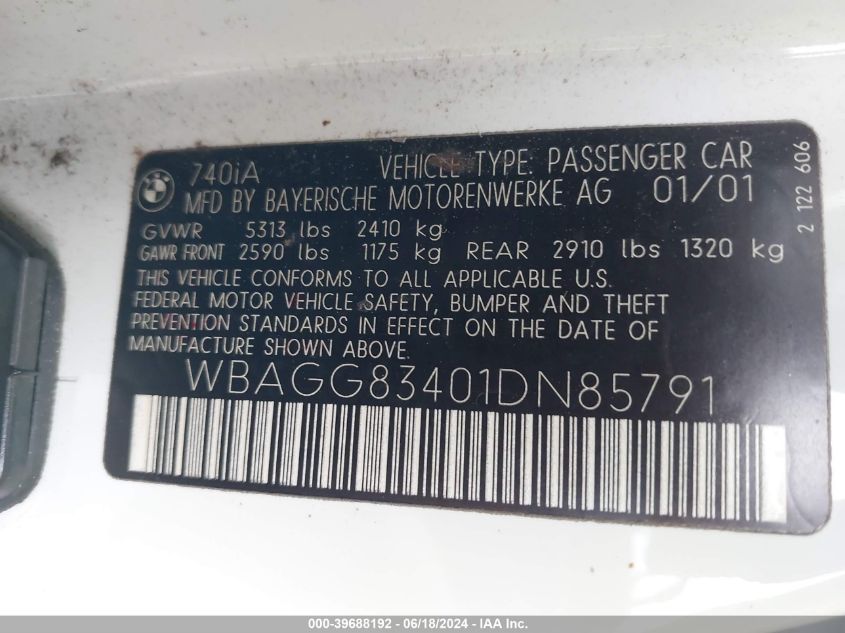 BMW 740iA VEHICLE TYPE: PASSENGER CAR
MFD BY BAYERISCHE MOTORENWERKE AG 01/01
GVWR 5313 lbs 2410 kg
GAWR FRONT 2590 lbs 1175 kg REAR 2910 lbs 1320 kg
THIS VEHICLE CONFORMS TO ALL APPLICABLE U.S.
FEDERAL MOTOR VEHICLE SAFETY, BUMPER AND THEFT
PREVENTION STANDARDS IN EFFECT ON THE DATE OF
MANUFACTURE SHOWN ABOVE.
WBAGG83401DN85791
2 122 606
000-39688192 - 06/18/2024 - IAA Inc.